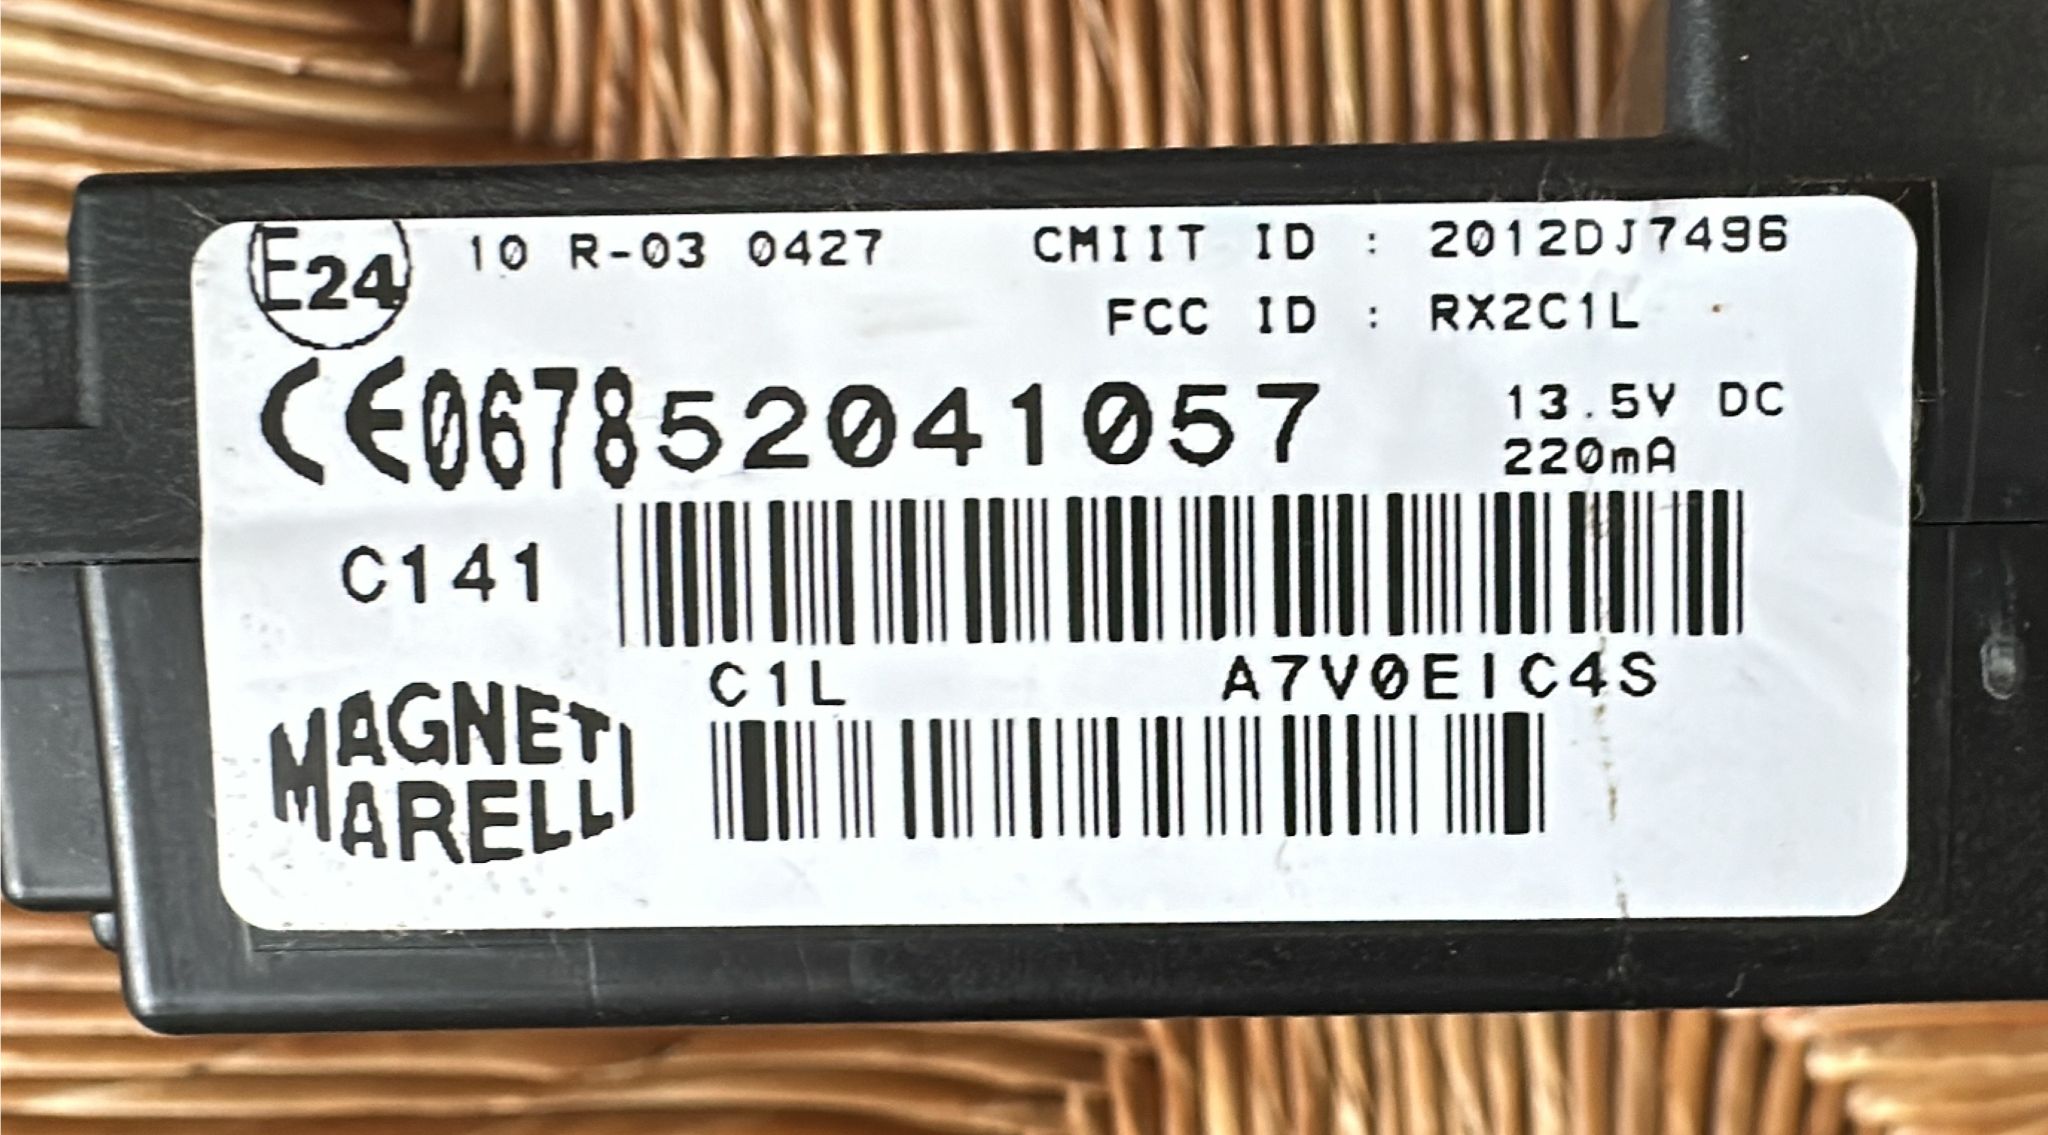 E24 10 R-03 0427 CMIIT ID : 2012DJ7496
FCC ID : RX2C1L
CE0678 52041057 13.5V DC
220mA
C141
C1L A7V0EIC4S
MAGNETI
MARELLI